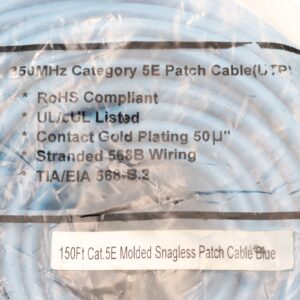 350MHz Category 5E Patch Cable(UTP)
* RoHS Compliant
* UL/cUL Listed
* Contact Gold Plating 50µ"
* Stranded 568B Wiring
* TIA/EIA 568-B.2
150Ft Cat.5E Molded Snagless Patch Cable Blue